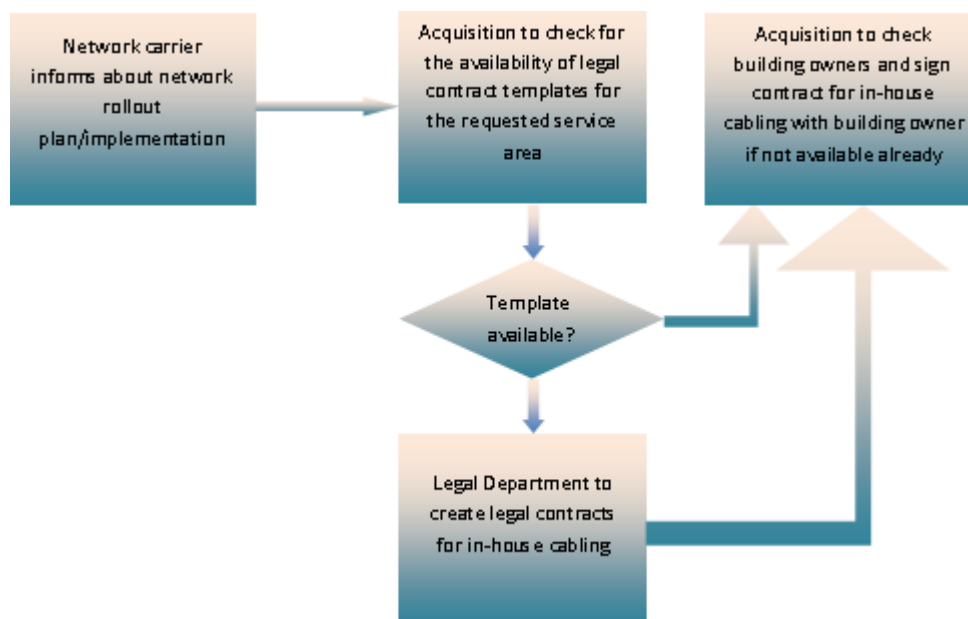 Network carrier
informs about network
rollout
plan/implementation
Acquisition to check for
the availability of legal
contract templates for
the requested service
area
Acquisition to check
building owners and sign
contract for in-house
cabling with building owner
if not available already
Template
available?
Legal Department to
create legal contracts
for in-house cabling